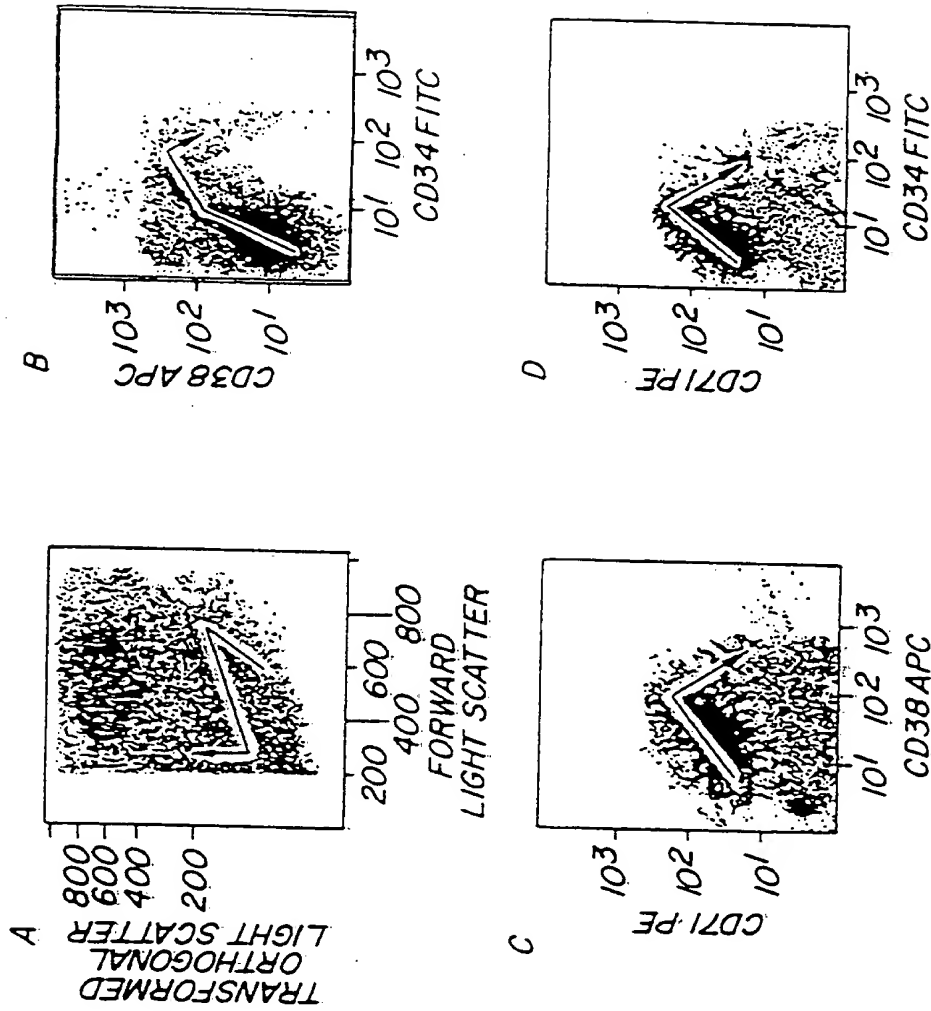 A
TRANSFORMED
ORTHOGONAL
LIGHT SCATTER
800
600
400
200
200
400
600
800
FORWARD
LIGHT SCATTER
B
CD38 APC
10³
10²
10¹
10¹ 10² 10³
CD34 FITC
C
CD71-PE
10³
10²
10¹
10¹ 10² 10³
CD38 APC
D
CD71PE
10³
10²
10¹
10¹ 10² 10³
CD34 FITC